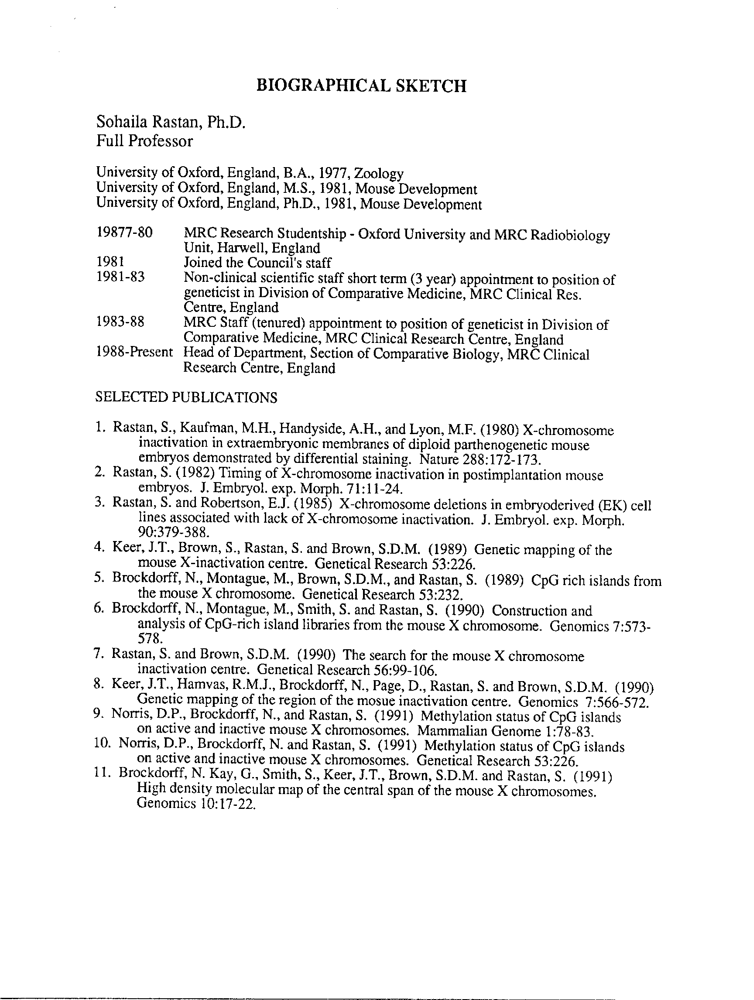 BIOGRAPHICAL SKETCH
Sohaila Rastan, Ph.D.
Full Professor
University of Oxford, England, B.A., 1977, Zoology
University of Oxford, England, M.S., 1981, Mouse Development
University of Oxford, England, Ph.D., 1981, Mouse Development
19877-80 MRC Research Studentship - Oxford University and MRC Radiobiology
Unit, Harwell, England
1981 Joined the Council's staff
1981-83 Non-clinical scientific staff short term (3 year) appointment to position of
geneticist in Division of Comparative Medicine, MRC Clinical Res.
Centre, England
1983-88 MRC Staff (tenured) appointment to position of geneticist in Division of
Comparative Medicine, MRC Clinical Research Centre, England
1988-Present Head of Department, Section of Comparative Biology, MRC Clinical
Research Centre, England
SELECTED PUBLICATIONS
1. Rastan, S., Kaufman, M.H., Handyside, A.H., and Lyon, M.F. (1980) X-chromosome
inactivation in extraembryonic membranes of diploid parthenogenetic mouse
embryos demonstrated by differential staining. Nature 288:172-173.
2. Rastan, S. (1982) Timing of X-chromosome inactivation in postimplantation mouse
embryos. J. Embryol. exp. Morph. 71:11-24.
3. Rastan, S. and Robertson, E.J. (1985) X-chromosome deletions in embryoderived (EK) cell
lines associated with lack of X-chromosome inactivation. J. Embryol. exp. Morph.
90:379-388.
4. Keer, J.T., Brown, S., Rastan, S. and Brown, S.D.M. (1989) Genetic mapping of the
mouse X-inactivation centre. Genetical Research 53:226.
5. Brockdorff, N., Montague, M., Brown, S.D.M., and Rastan, S. (1989) CpG rich islands from
the mouse X chromosome. Genetical Research 53:232.
6. Brockdorff, N., Montague, M., Smith, S. and Rastan, S. (1990) Construction and
analysis of CpG-rich island libraries from the mouse X chromosome. Genomics 7:573-
578.
7. Rastan, S. and Brown, S.D.M. (1990) The search for the mouse X chromosome
inactivation centre. Genetical Research 56:99-106.
8. Keer, J.T., Hamvas, R.M.J., Brockdorff, N., Page, D., Rastan, S. and Brown, S.D.M. (1990)
Genetic mapping of the region of the mosue inactivation centre. Genomics 7:566-572.
9. Norris, D.P., Brockdorff, N., and Rastan, S. (1991) Methylation status of CpG islands
on active and inactive mouse X chromosomes. Mammalian Genome 1:78-83.
10. Norris, D.P., Brockdorff, N. and Rastan, S. (1991) Methylation status of CpG islands
on active and inactive mouse X chromosomes. Genetical Research 53:226.
11. Brockdorff, N. Kay, G., Smith, S., Keer, J.T., Brown, S.D.M. and Rastan, S. (1991)
High density molecular map of the central span of the mouse X chromosomes.
Genomics 10:17-22.